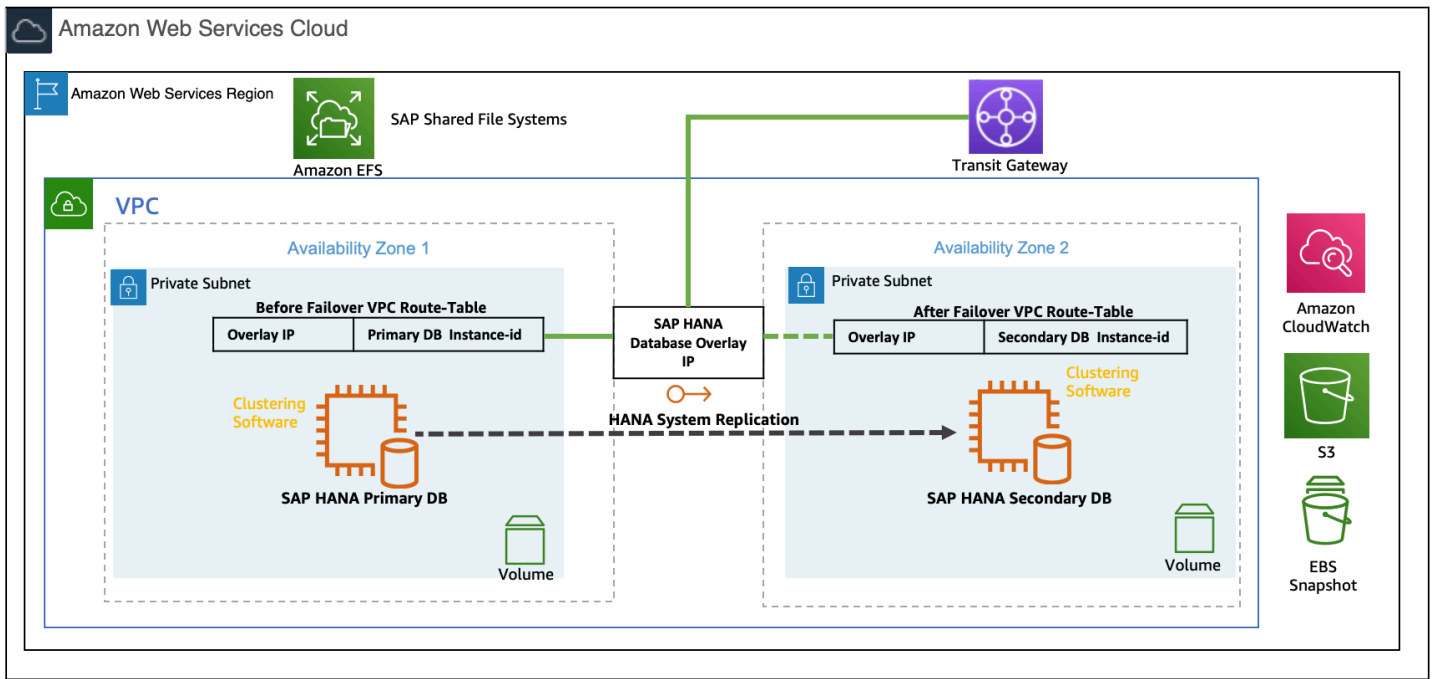 Amazon Web Services Cloud
Amazon Web Services Region
SAP Shared File Systems
Amazon EFS
Transit Gateway
VPC
Availability Zone 1
Private Subnet
Before Failover VPC Route-Table
Overlay IP
Primary DB Instance-id
Clustering
Software
SAP HANA Primary DB
Volume
SAP HANA
Database Overlay
IP
HANA System Replication
Availability Zone 2
Private Subnet
After Failover VPC Route-Table
Overlay IP
Secondary DB Instance-id
Clustering
Software
SAP HANA Secondary DB
Volume
Amazon
CloudWatch
S3
EBS
Snapshot